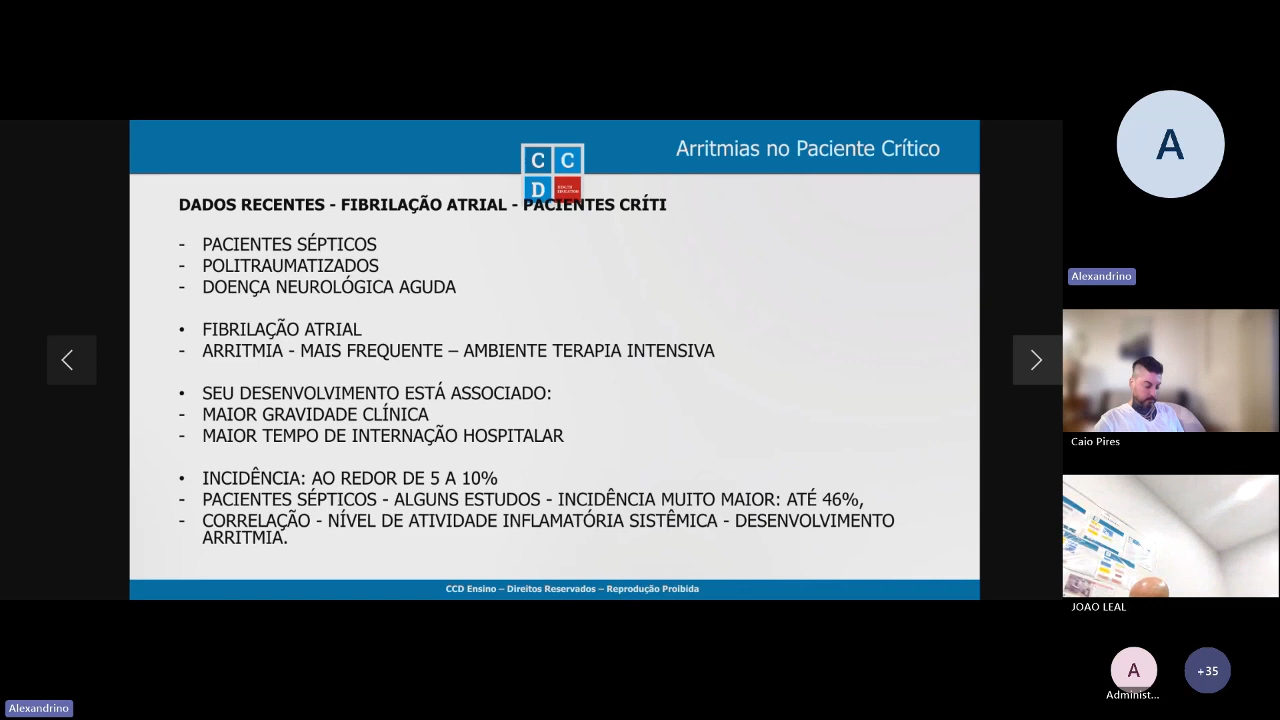 Arritmias no Paciente Crítico
C C
D HEALTH EDUCATION
DADOS RECENTES - FIBRILAÇÃO ATRIAL - PACIENTES CRÍTI
- PACIENTES SÉPTICOS
- POLITRAUMATIZADOS
- DOENÇA NEUROLÓGICA AGUDA
• FIBRILAÇÃO ATRIAL
- ARRITMIA - MAIS FREQUENTE – AMBIENTE TERAPIA INTENSIVA
• SEU DESENVOLVIMENTO ESTÁ ASSOCIADO:
- MAIOR GRAVIDADE CLÍNICA
- MAIOR TEMPO DE INTERNAÇÃO HOSPITALAR
• INCIDÊNCIA: AO REDOR DE 5 A 10%
- PACIENTES SÉPTICOS - ALGUNS ESTUDOS - INCIDÊNCIA MUITO MAIOR: ATÉ 46%,
- CORRELAÇÃO - NÍVEL DE ATIVIDADE INFLAMATÓRIA SISTÊMICA - DESENVOLVIMENTO
ARRITMIA.
CCD Ensino – Direitos Reservados – Reprodução Proibida
A
Alexandrino
Caio Pires
JOAO LEAL
A
Administ...
+35
Alexandrino